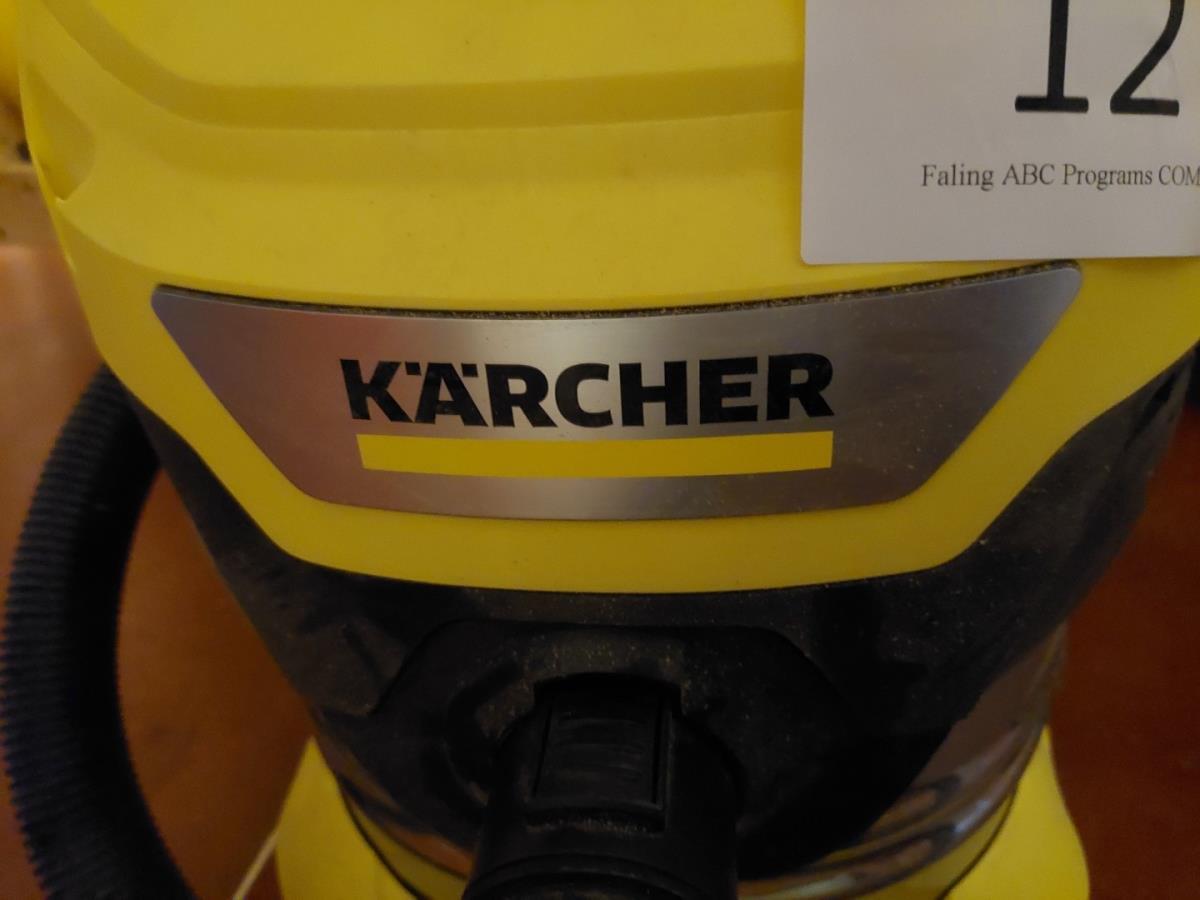 12
Faling ABC Programs COM
KÄRCHER